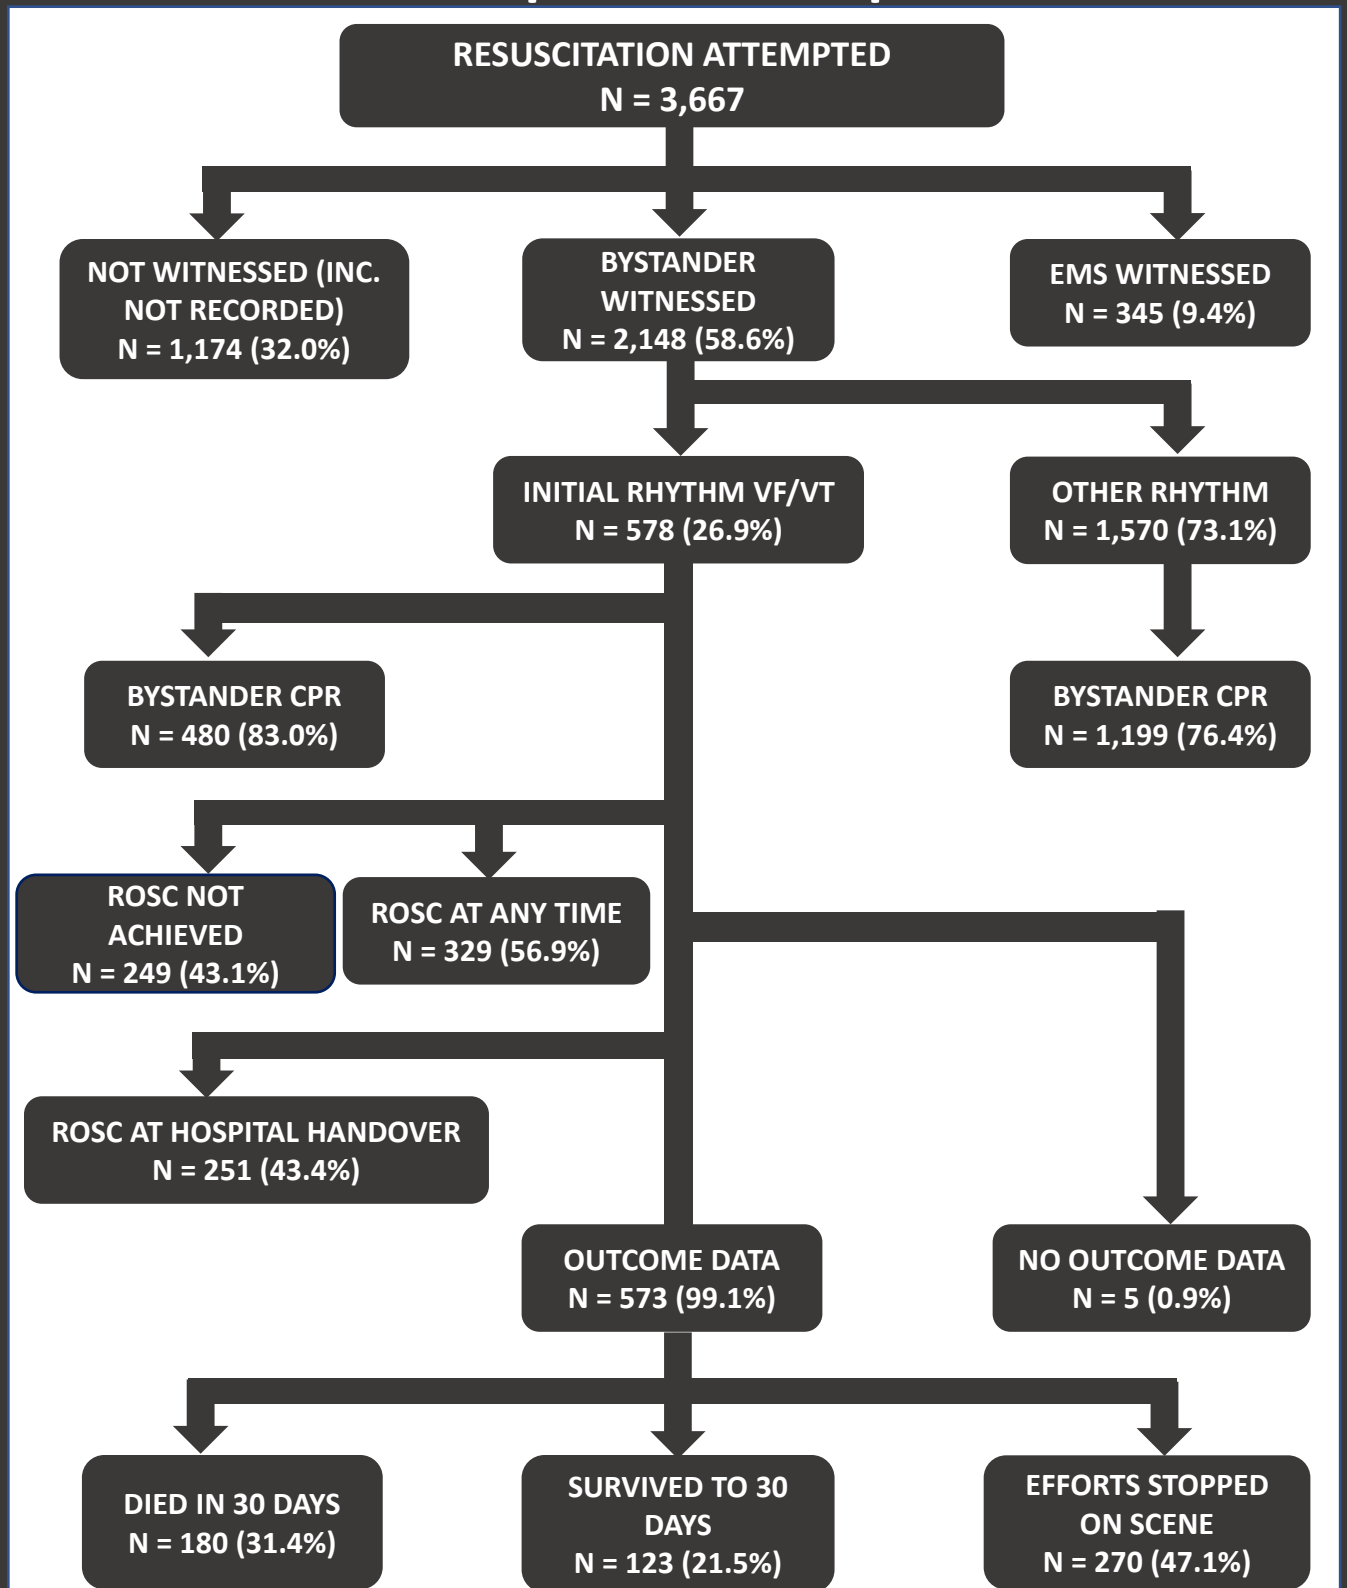 RESUSCITATION ATTEMPTED
N = 3,667
NOT WITNESSED (INC.
NOT RECORDED)
N = 1,174 (32.0%)
BYSTANDER
WITNESSED
N = 2,148 (58.6%)
EMS WITNESSED
N = 345 (9.4%)
INITIAL RHYTHM VF/VT
N = 578 (26.9%)
OTHER RHYTHM
N = 1,570 (73.1%)
BYSTANDER CPR
N = 480 (83.0%)
BYSTANDER CPR
N = 1,199 (76.4%)
ROSC NOT
ACHIEVED
N = 249 (43.1%)
ROSC AT ANY TIME
N = 329 (56.9%)
ROSC AT HOSPITAL HANDOVER
N = 251 (43.4%)
OUTCOME DATA
N = 573 (99.1%)
NO OUTCOME DATA
N = 5 (0.9%)
DIED IN 30 DAYS
N = 180 (31.4%)
SURVIVED TO 30
DAYS
N = 123 (21.5%)
EFFORTS STOPPED
ON SCENE
N = 270 (47.1%)